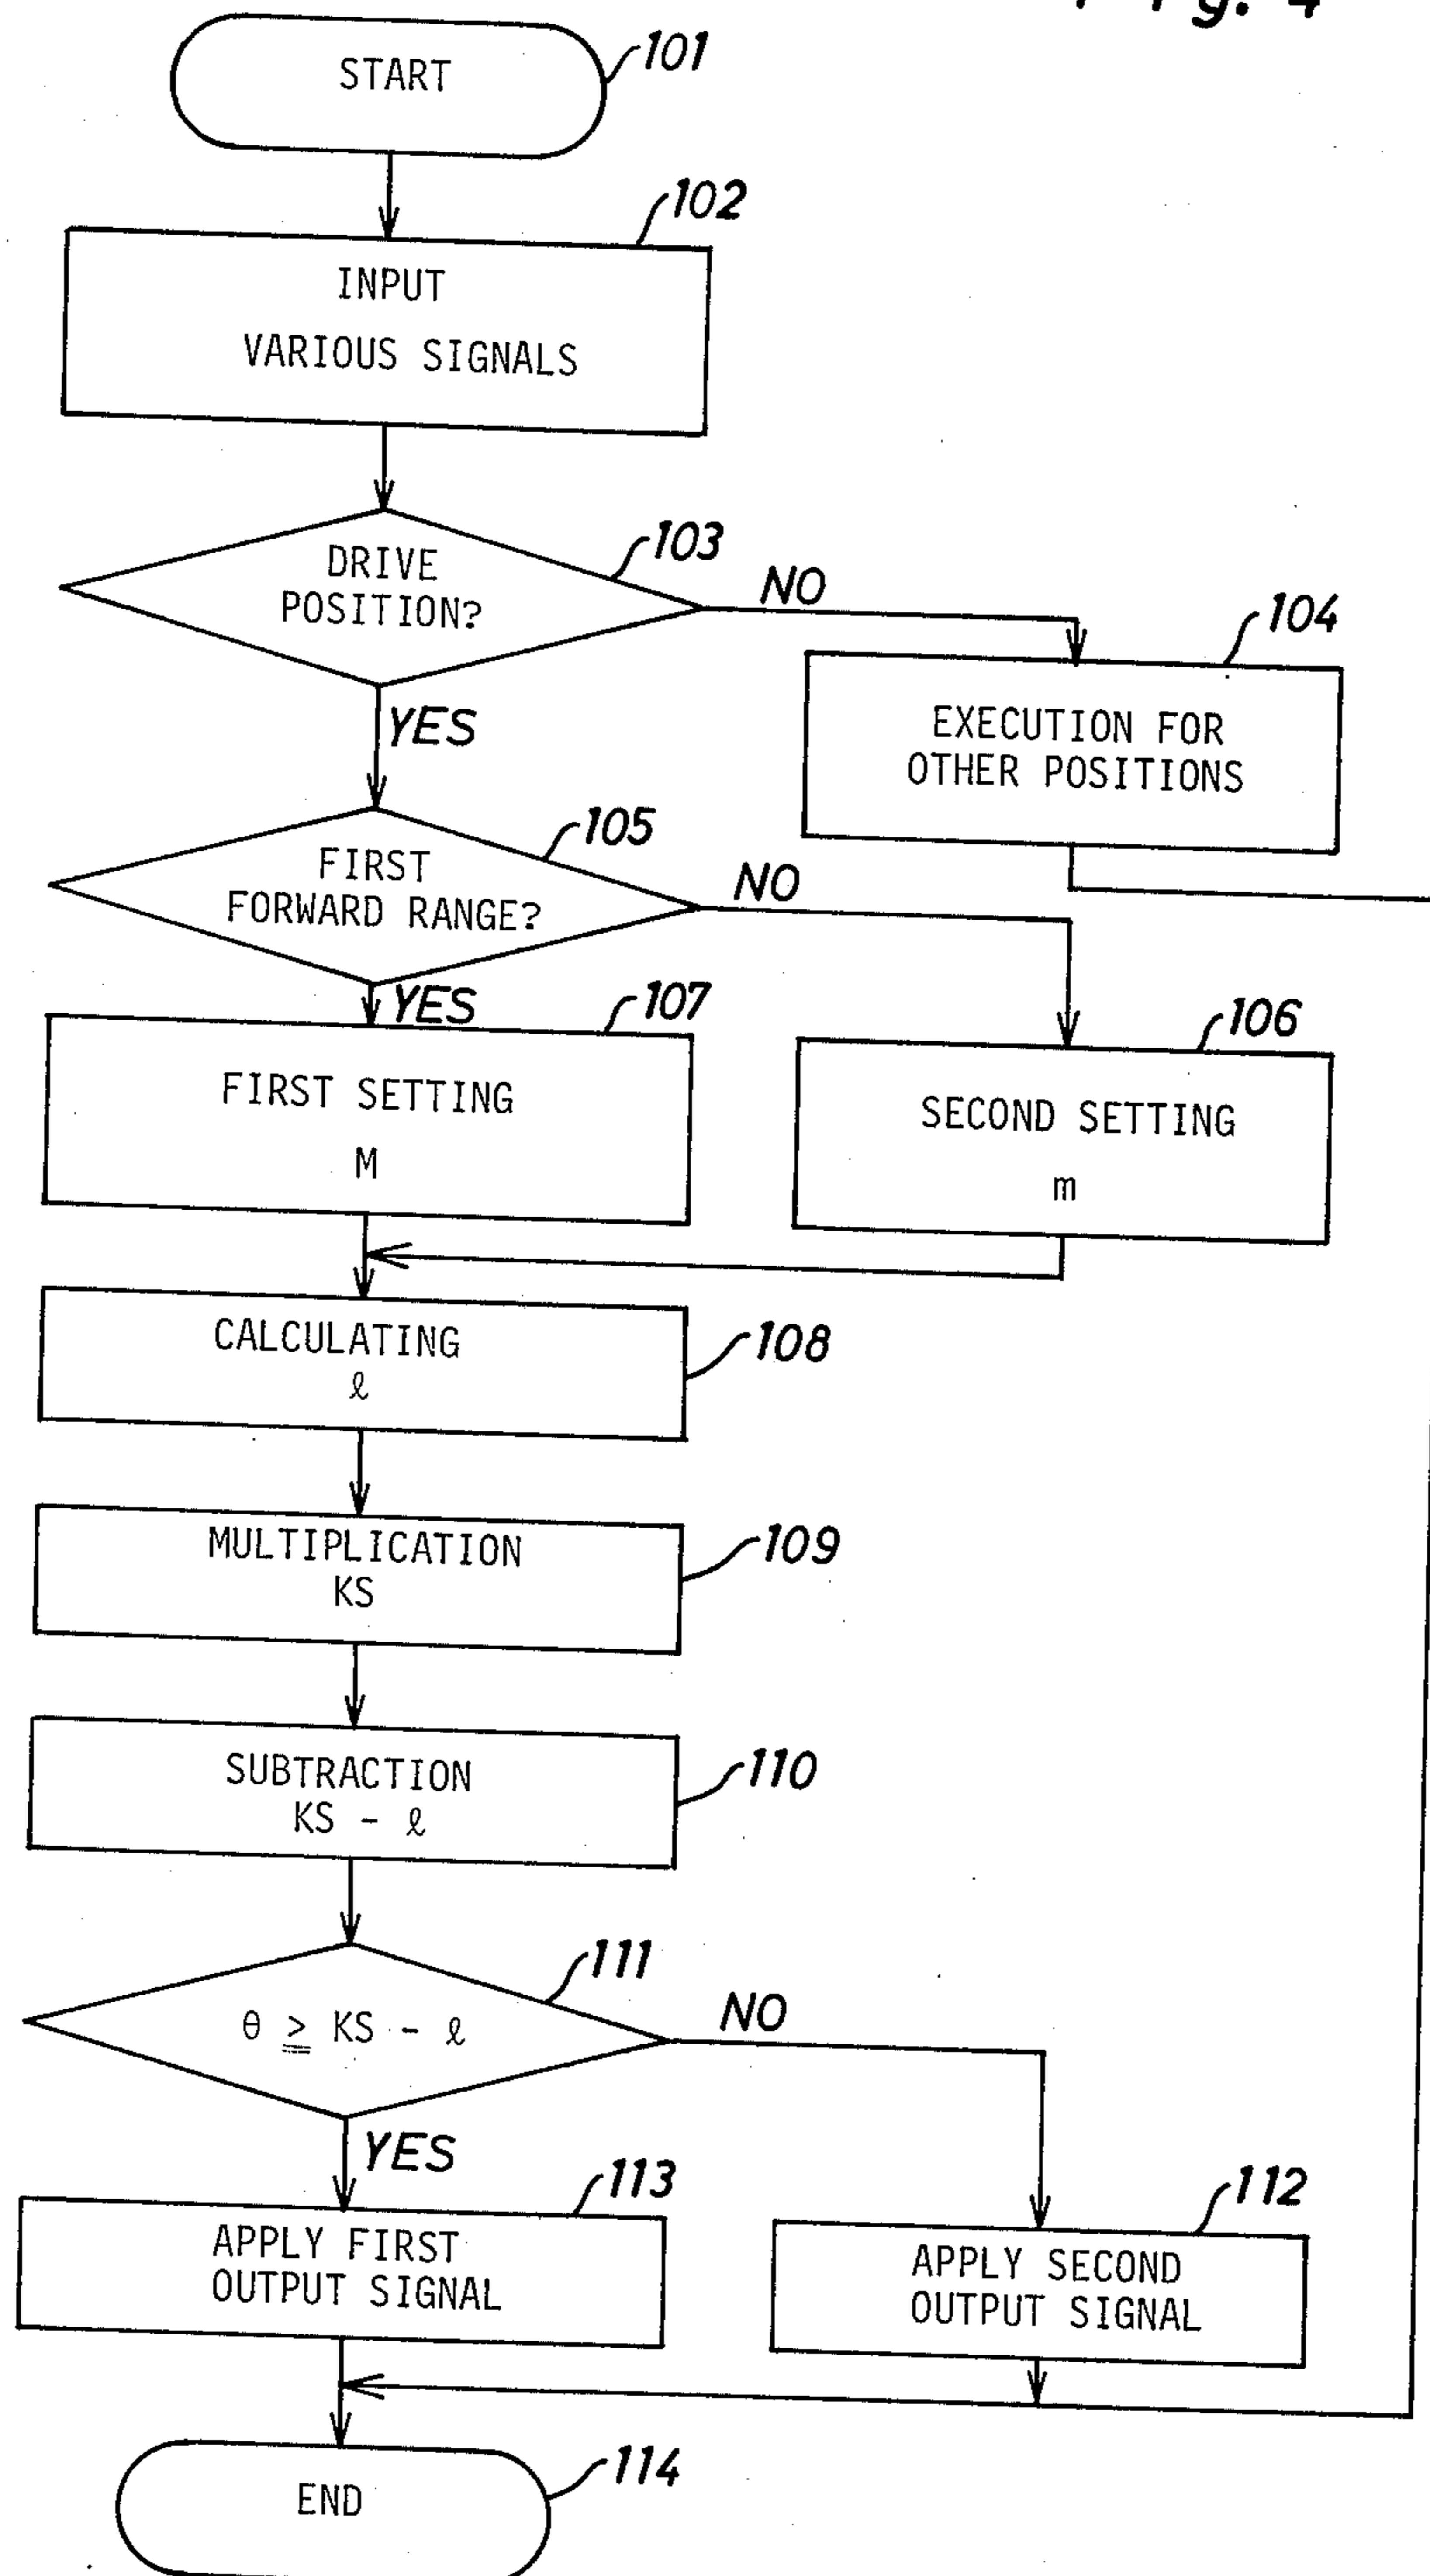 Fig. 4
START
101
INPUT
VARIOUS SIGNALS
102
DRIVE
POSITION?
103
NO
YES
EXECUTION FOR
OTHER POSITIONS
104
FIRST
FORWARD RANGE?
105
NO
YES
FIRST SETTING
M
107
SECOND SETTING
m
106
CALCULATING
ℓ
108
MULTIPLICATION
KS
109
SUBTRACTION
KS - ℓ
110
θ ≧ KS - ℓ
111
NO
YES
APPLY FIRST
OUTPUT SIGNAL
113
APPLY SECOND
OUTPUT SIGNAL
112
END
114